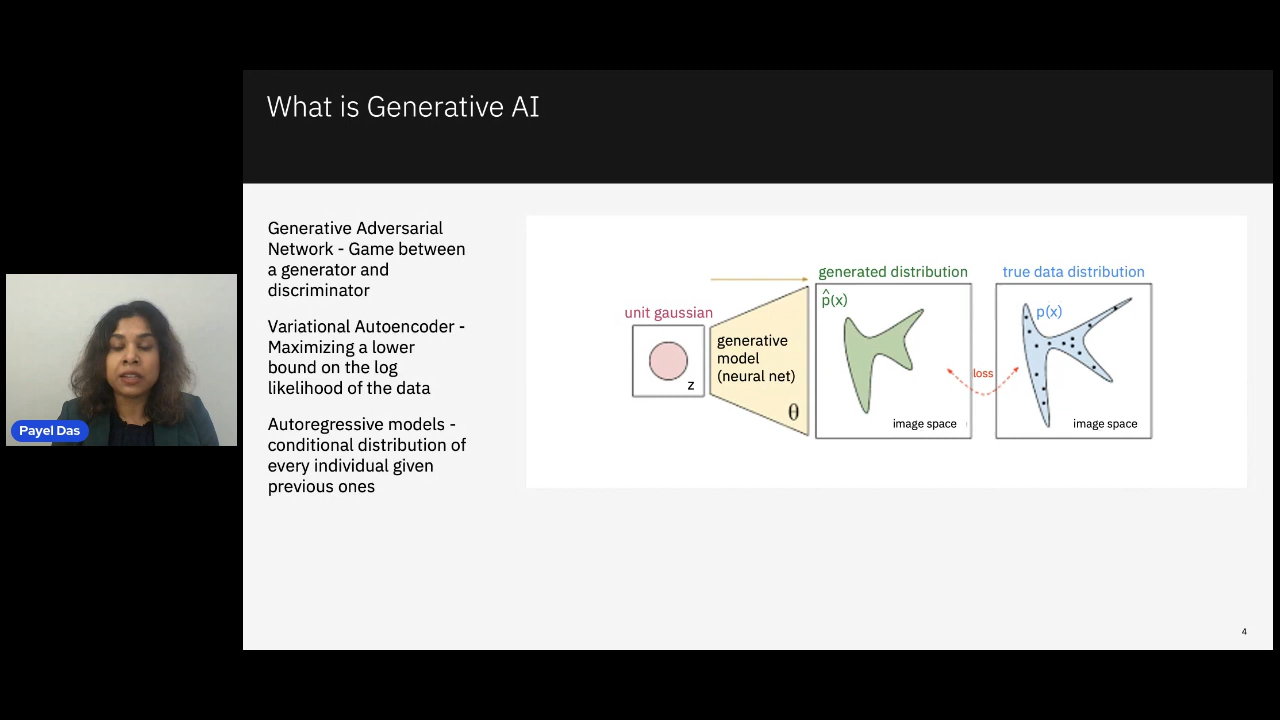 What is Generative AI
Generative Adversarial
Network - Game between
a generator and
discriminator
Variational Autoencoder -
Maximizing a lower
bound on the log
likelihood of the data
Autoregressive models -
conditional distribution of
every individual given
previous ones
unit gaussian
z
generative
model
(neural net)
θ
generated distribution
p̂(x)
image space
loss
true data distribution
p(x)
image space
Payel Das
4